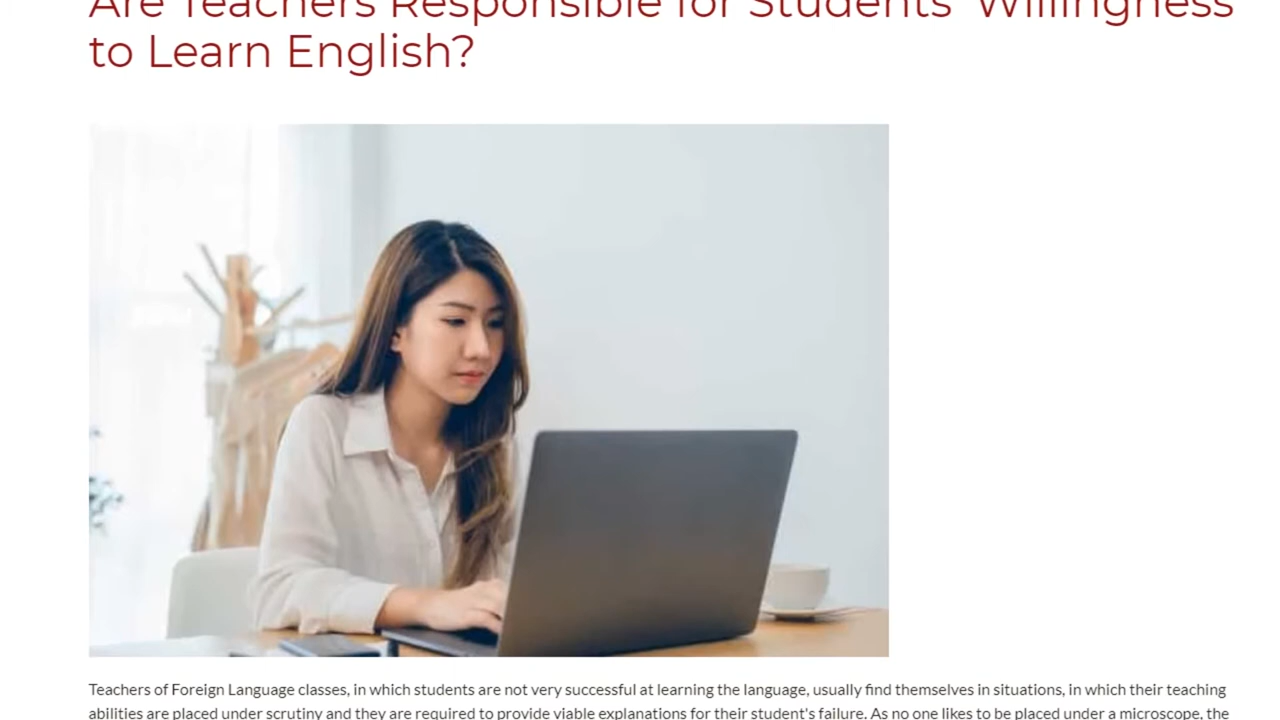 Are Teachers Responsible for Students' Willingness
to Learn English?
Teachers of Foreign Language classes, in which students are not very successful at learning the language, usually find themselves in situations, in which their teaching
abilities are placed under scrutiny and they are required to provide viable explanations for their student's failure. As no one likes to be placed under a microscope, the